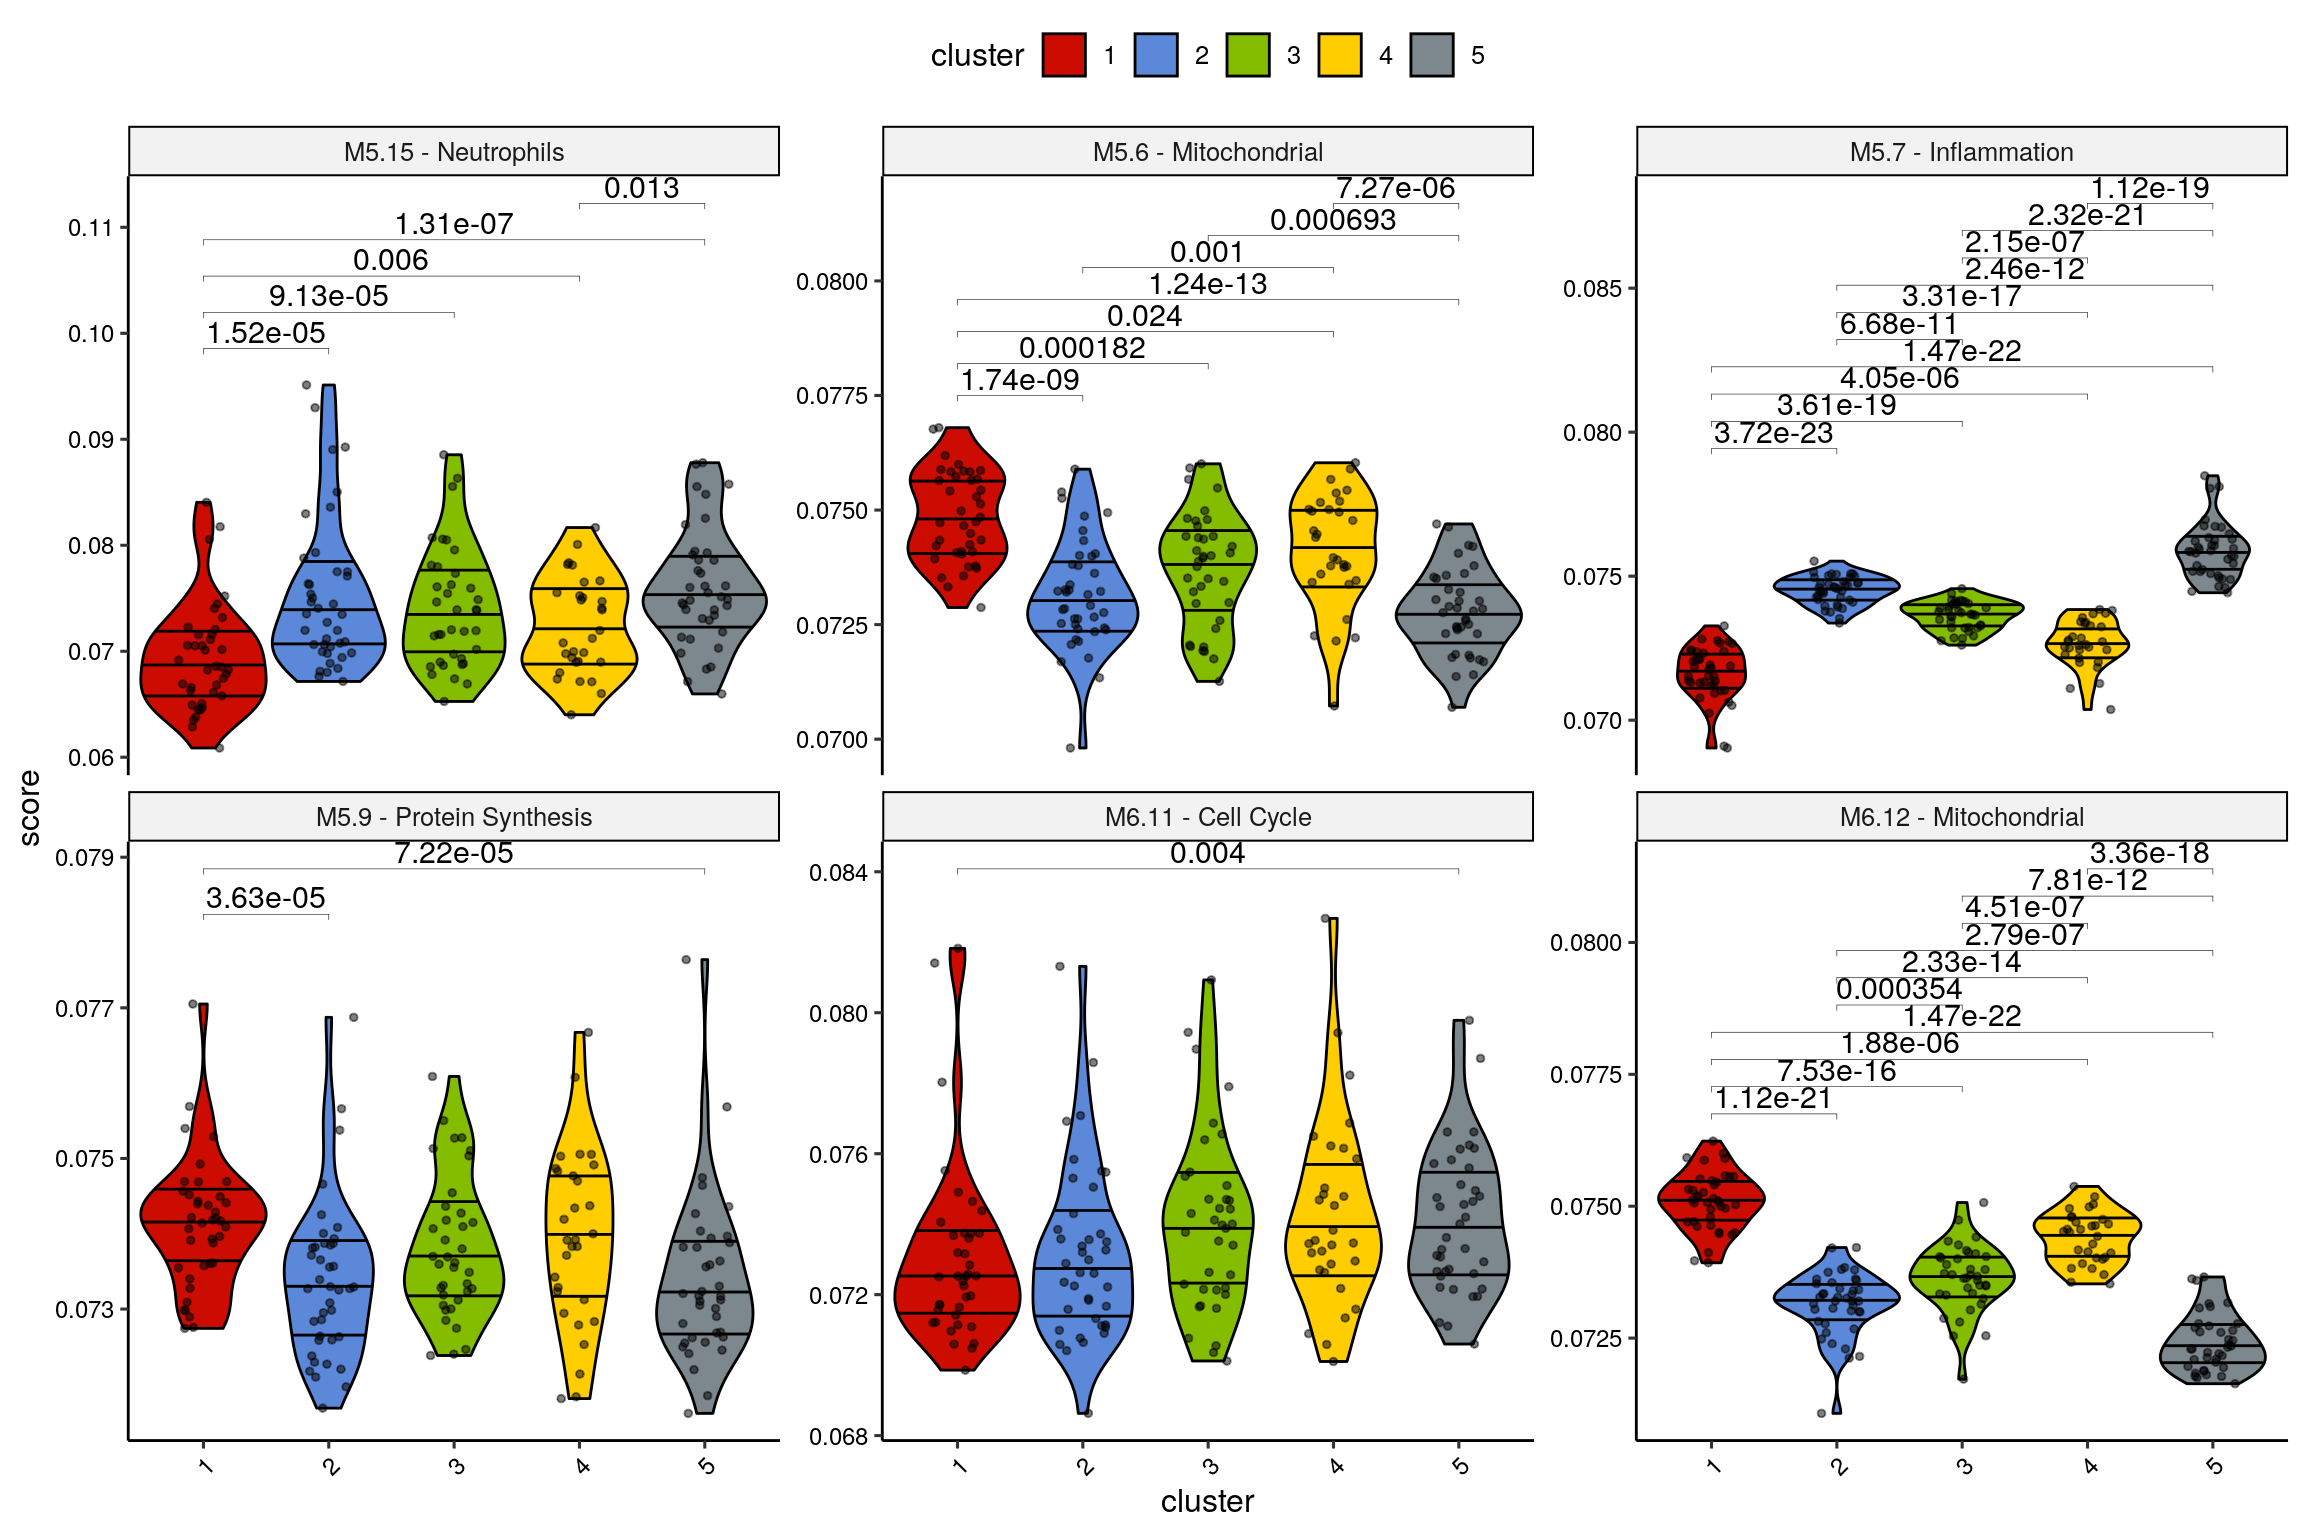 cluster 1 2 3 4 5
M5.15 - Neutrophils
0.013
1.31e-07
0.006
9.13e-05
1.52e-05
0.11
0.10
0.09
0.08
0.07
0.06
M5.6 - Mitochondrial
7.27e-06
0.000693
0.001
1.24e-13
0.024
0.000182
1.74e-09
0.0800
0.0775
0.0750
0.0725
0.0700
M5.7 - Inflammation
1.12e-19
2.32e-21
2.15e-07
2.46e-12
3.31e-17
6.68e-11
1.47e-22
4.05e-06
3.61e-19
3.72e-23
0.085
0.080
0.075
0.070
score
M5.9 - Protein Synthesis
7.22e-05
3.63e-05
0.079
0.077
0.075
0.073
1 2 3 4 5
M6.11 - Cell Cycle
0.004
0.084
0.080
0.076
0.072
0.068
1 2 3 4 5
M6.12 - Mitochondrial
3.36e-18
7.81e-12
4.51e-07
2.79e-07
2.33e-14
0.000354
1.47e-22
1.88e-06
7.53e-16
1.12e-21
0.0800
0.0775
0.0750
0.0725
1 2 3 4 5
cluster